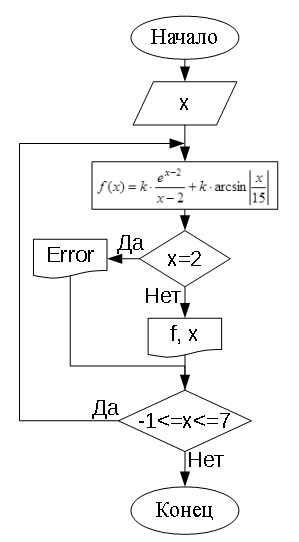 Начало
x
f(x) = k · e^{x-2} / (x-2) + k · arcsin |x/15|
Да
Error
x=2
Нет
f, x
Да
-1<=x<=7
Нет
Конец